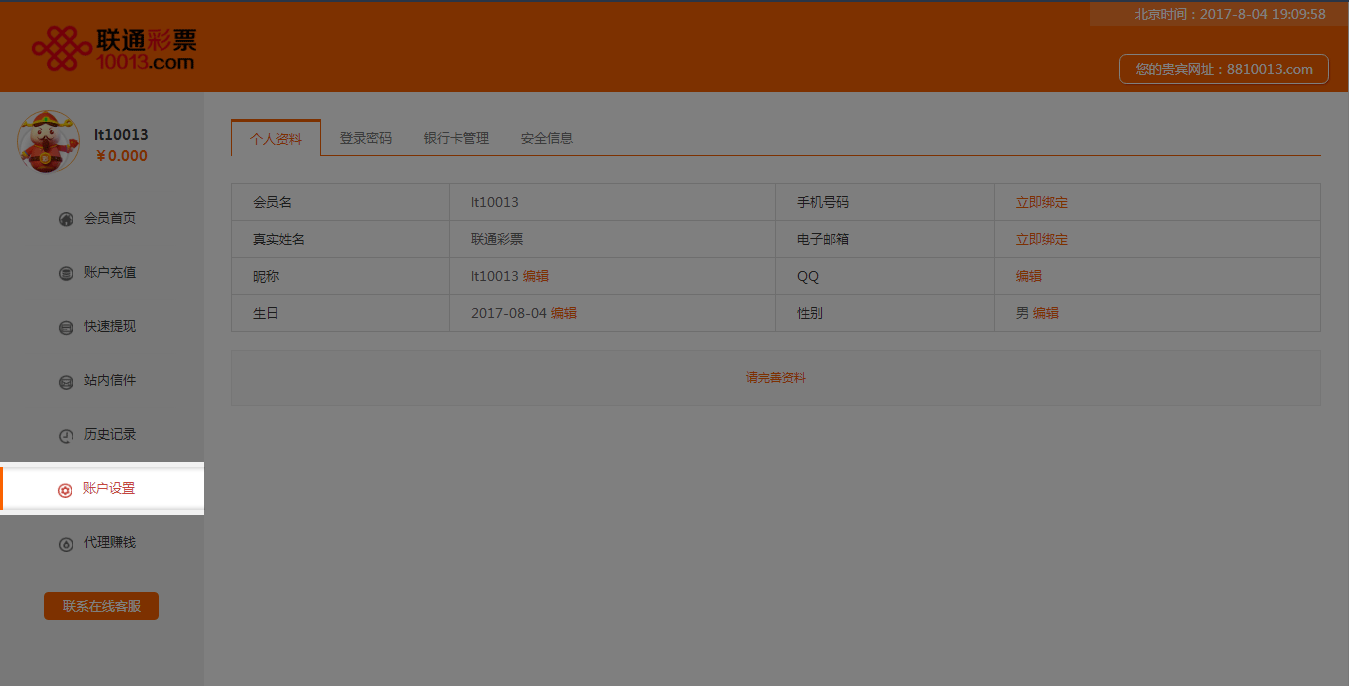 北京时间：2017-8-04 19:09:58
联通彩票
10013.com
您的贵宾网址：8810013.com
lt10013
￥0.000
会员首页
账户充值
快速提现
站内信件
历史记录
账户设置
代理赚钱
联系在线客服
个人资料 登录密码 银行卡管理 安全信息
会员名 lt10013 手机号码 立即绑定
真实姓名 联通彩票 电子邮箱 立即绑定
昵称 lt10013 编辑 QQ 编辑
生日 2017-08-04 编辑 性别 男 编辑
请完善资料